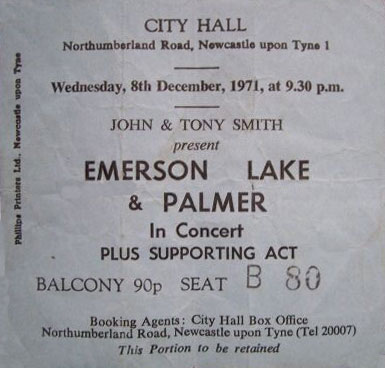 CITY HALL
Northumberland Road, Newcastle upon Tyne 1
Wednesday, 8th December, 1971, at 9.30 p.m.
JOHN & TONY SMITH
present
EMERSON LAKE
& PALMER
In Concert
PLUS SUPPORTING ACT
BALCONY 90p SEAT B 80
Booking Agents: City Hall Box Office
Northumberland Road, Newcastle upon Tyne (Tel 20007)
This Portion to be retained
Phillips Printers Ltd., Newcastle upon Tyne